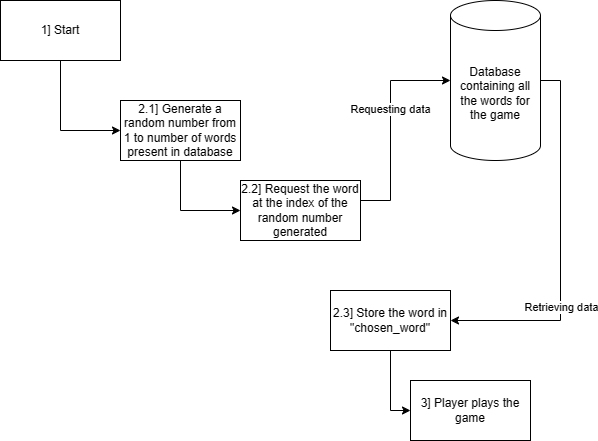 1] Start
2.1] Generate a
random number from
1 to number of words
present in database
2.2] Request the word
at the index of the
random number
generated
Requesting data
Database
containing all
the words for
the game
Retrieving data
2.3] Store the word in
"chosen_word"
3] Player plays the
game